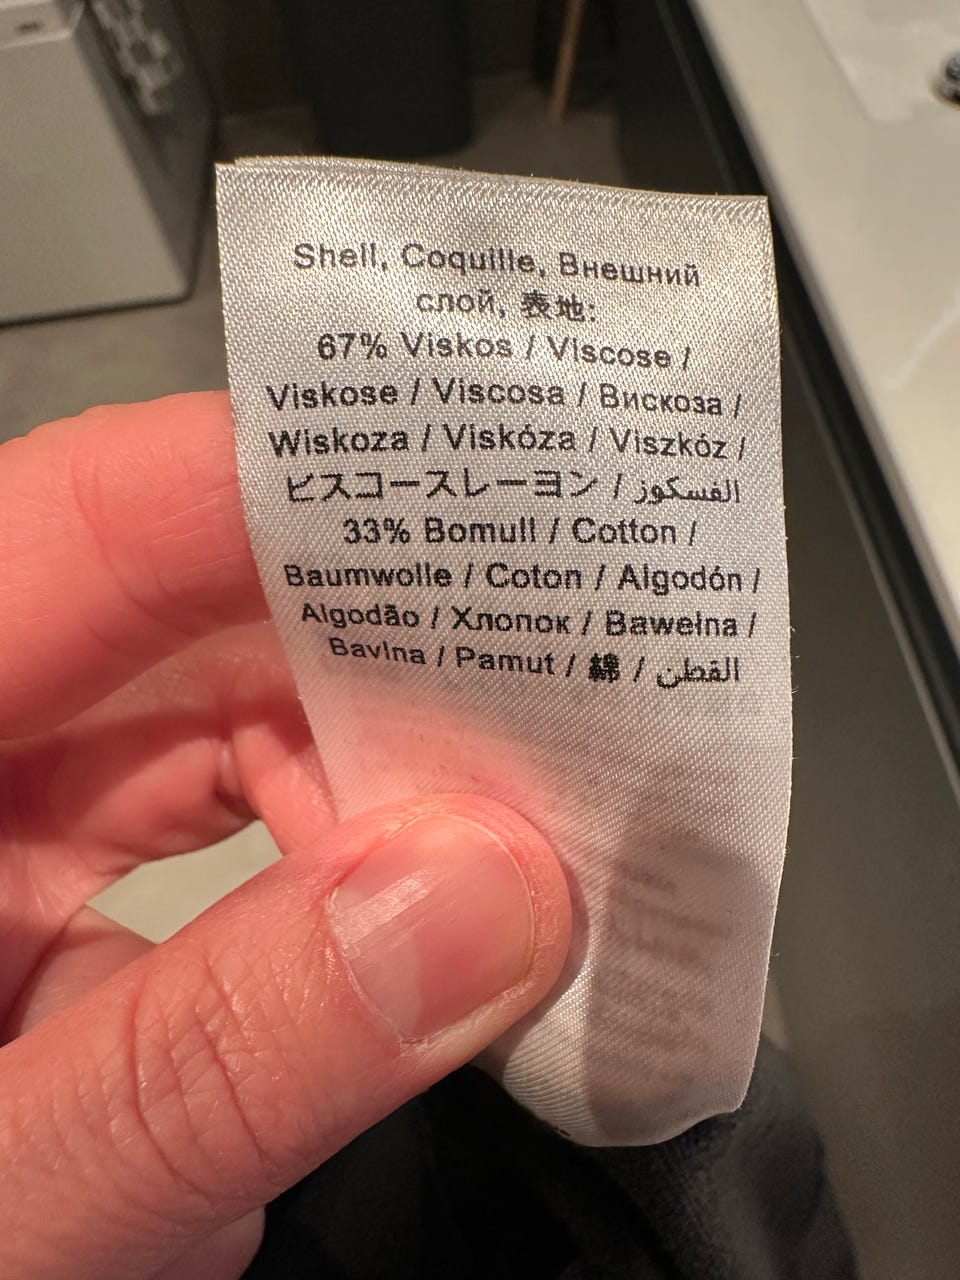 Shell, Coquille, Внешний
слой, 表地:
67% Viskos / Viscose /
Viskose / Viscosa / Вискоза /
Wiskoza / Viskóza / Viszkóz /
ビスコースレーヨン / الفسكوز
33% Bomull / Cotton /
Baumwolle / Coton / Algodón /
Algodão / Хлопок / Bawełna /
Bavlna / Pamut / 綿 / القطن